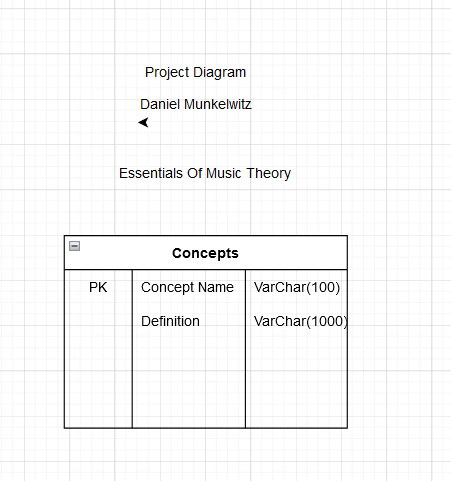 Project Diagram
Daniel Munkelwitz
Essentials Of Music Theory
Concepts
PK Concept Name VarChar(100)
Definition VarChar(1000)